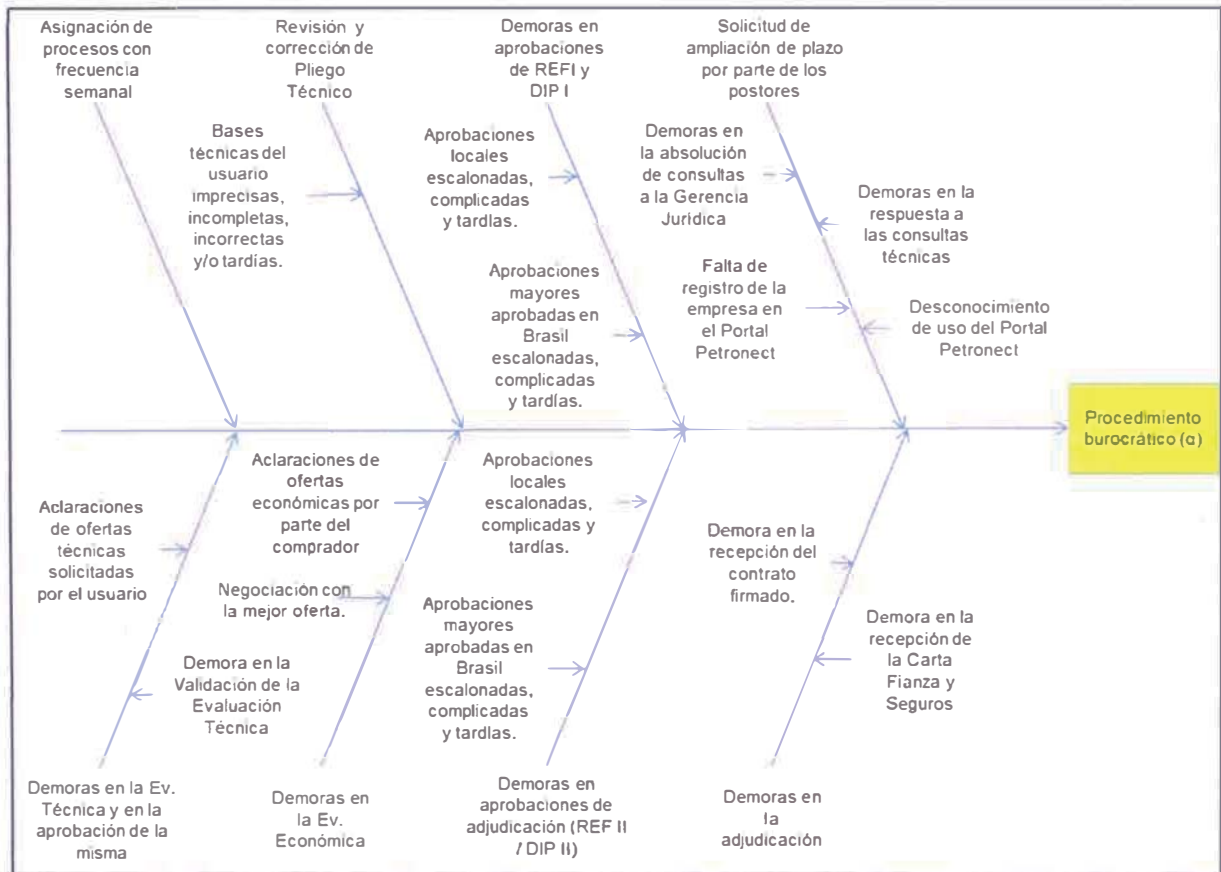 Asignación de
procesos con
frecuencia
semanal
Revisión y
corrección de
Pliego
Técnico
Demoras en
aprobaciones
de REFI y
DIP I
Solicitud de
ampliación de plazo
por parte de los
postores
Bases
técnicas del
usuario
imprecisas,
incompletas,
incorrectas
y/o tardías.
Aprobaciones
locales
escalonadas,
complicadas
y tardías.
Demoras en
la absolución
de consultas
a la Gerencia
Jurídica
Demoras en la
respuesta a
las consultas
técnicas
Aprobaciones
mayores
aprobadas en
Brasil
escalonadas,
complicadas
y tardías.
Falta de
registro de la
empresa en
el Portal
Petronect
Desconocimiento
de uso del Portal
Petronect
Procedimiento
burocrático (α)
Aclaraciones
de ofertas
técnicas
solicitadas
por el usuario
Aclaraciones de
ofertas
económicas por
parte del
comprador
Aprobaciones
locales
escalonadas,
complicadas y
tardías.
Demora en la
recepción del
contrato
firmado.
Negociación con
la mejor oferta.
Demora en la
Validación de la
Evaluación
Técnica
Aprobaciones
mayores
aprobadas en
Brasil
escalonadas,
complicadas
y tardías.
Demora en la
recepción de
la Carta
Fianza y
Seguros
Demoras en la Ev.
Técnica y en la
aprobación de la
misma
Demoras en
la Ev.
Económica
Demoras en
aprobaciones de
adjudicación (REF II
/ DIP II)
Demoras en
la
adjudicación